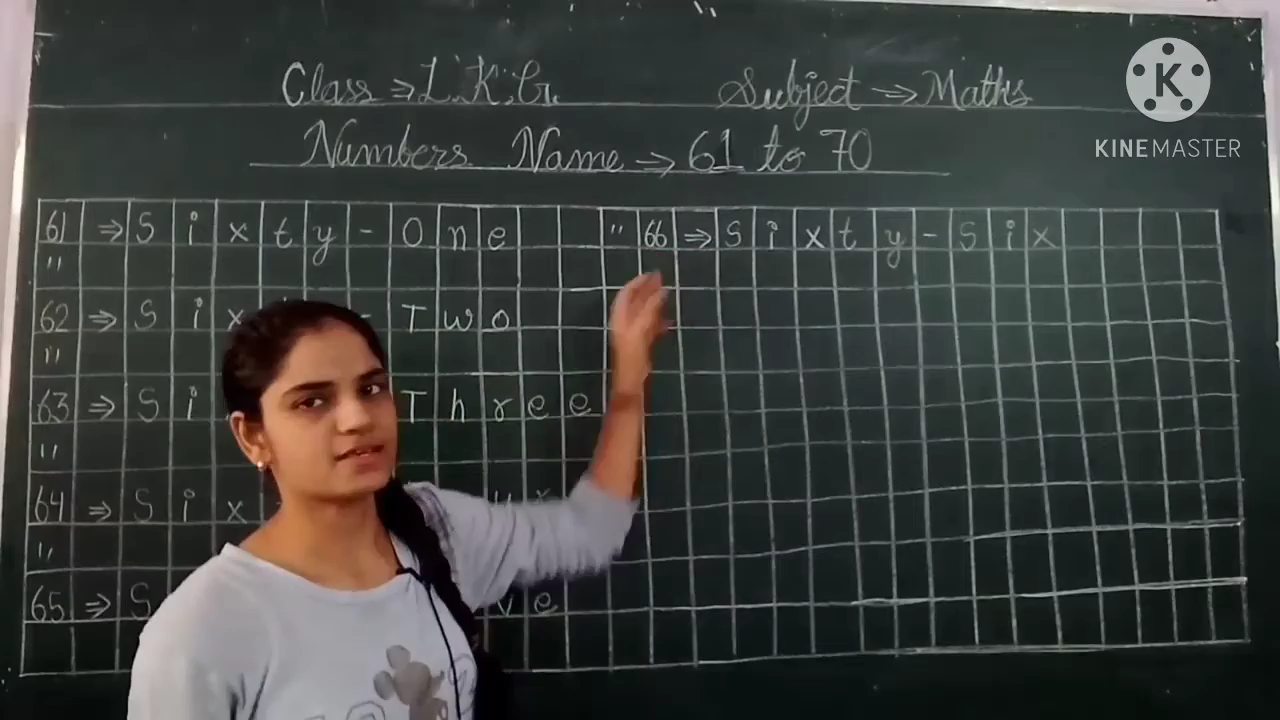 Class ⇒ L.K.G.
Subject ⇒ Maths
Numbers Name ⇒ 61 to 70
61 ⇒ Sixty-One
"
62 ⇒ Six - Two
"
63 ⇒ Si Three
"
64 ⇒ Six
"
65 ⇒ S ve
" 66 ⇒ Sixty-Six
KINEMASTER